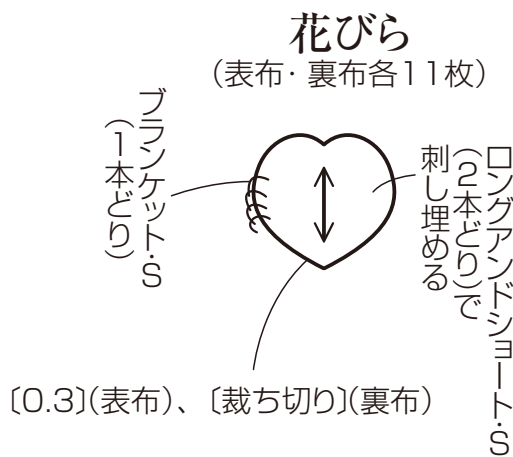 花びら
（表布・裏布各11枚）
ロングアンドショート・S
（2本どり）で
刺し埋める
ブランケット・S
（1本どり）
〔0.3〕（表布）、〔裁ち切り〕（裏布）